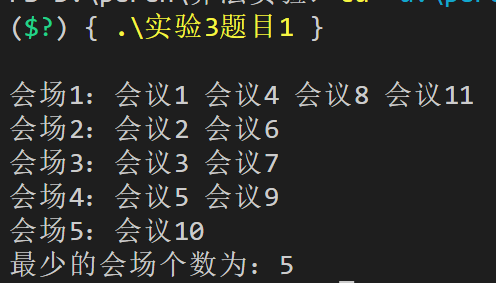 ($?) { .\实验3题目1 }
会场1: 会议1 会议4 会议8 会议11
会场2: 会议2 会议6
会场3: 会议3 会议7
会场4: 会议5 会议9
会场5: 会议10
最少的会场个数为: 5